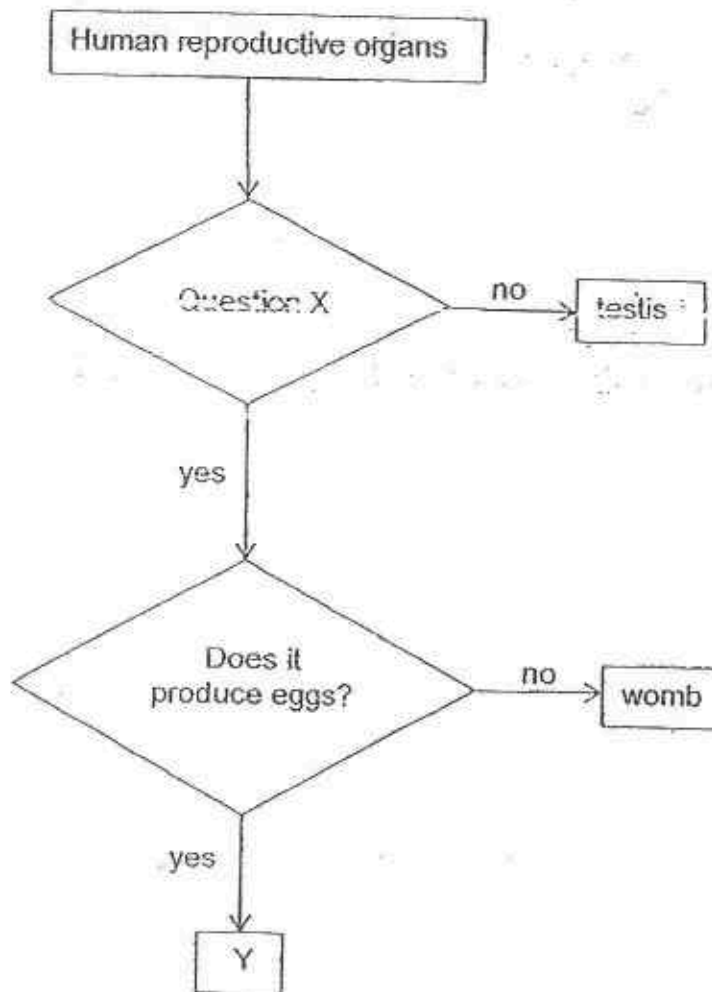 Human reproductive organs
Question X
no
testis
yes
Does it
produce eggs?
no
womb
yes
Y